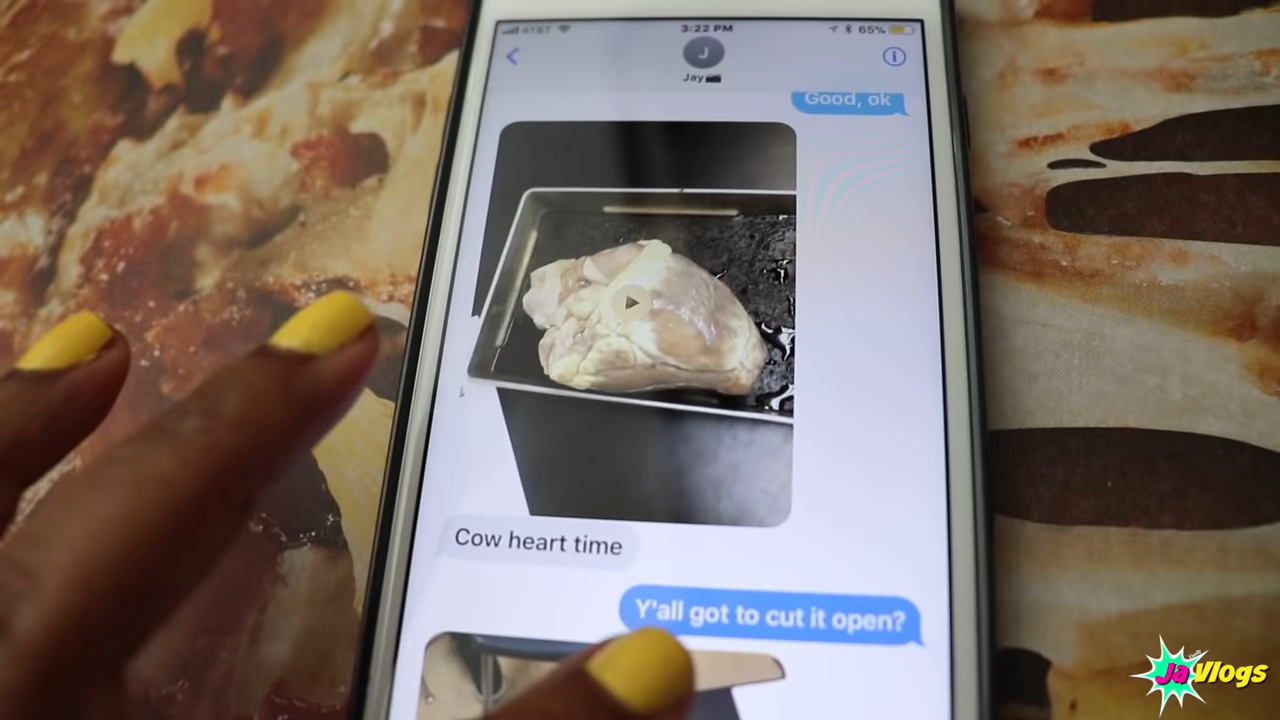 AT&T 3:22 PM 65%
J
Jay
Good, ok
Cow heart time
Y'all got to cut it open?
JaVlogs